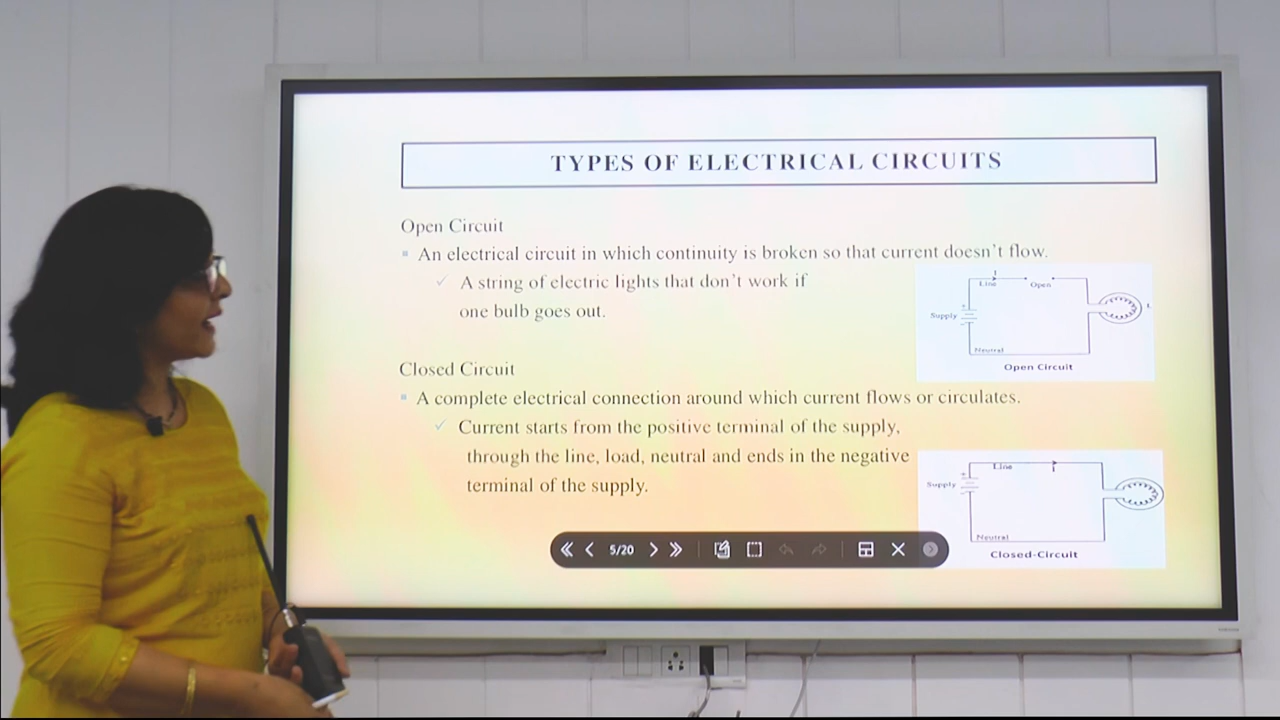 TYPES OF ELECTRICAL CIRCUITS
Open Circuit
An electrical circuit in which continuity is broken so that current doesn't flow.
A string of electric lights that don't work if
one bulb goes out.
I
Line
Open
Supply
+
Neutral
L
Open Circuit
Closed Circuit
A complete electrical connection around which current flows or circulates.
Current starts from the positive terminal of the supply,
through the line, load, neutral and ends in the negative
terminal of the supply.
Line
I
Supply
+
Neutral
Closed-Circuit
5/20